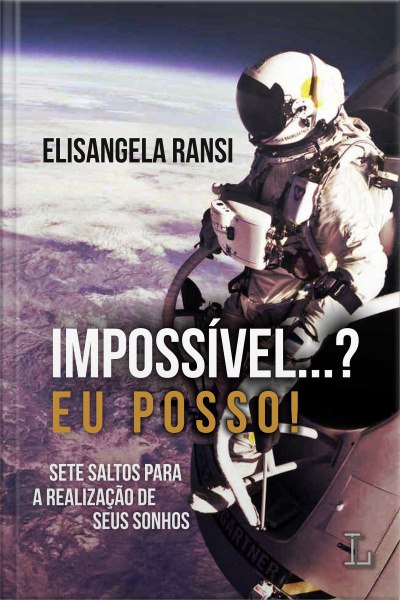 ELISANGELA RANSI
IMPOSSÍVEL...?
EU POSSO!
SETE SALTOS PARA
A REALIZAÇÃO DE
SEUS SONHOS
L